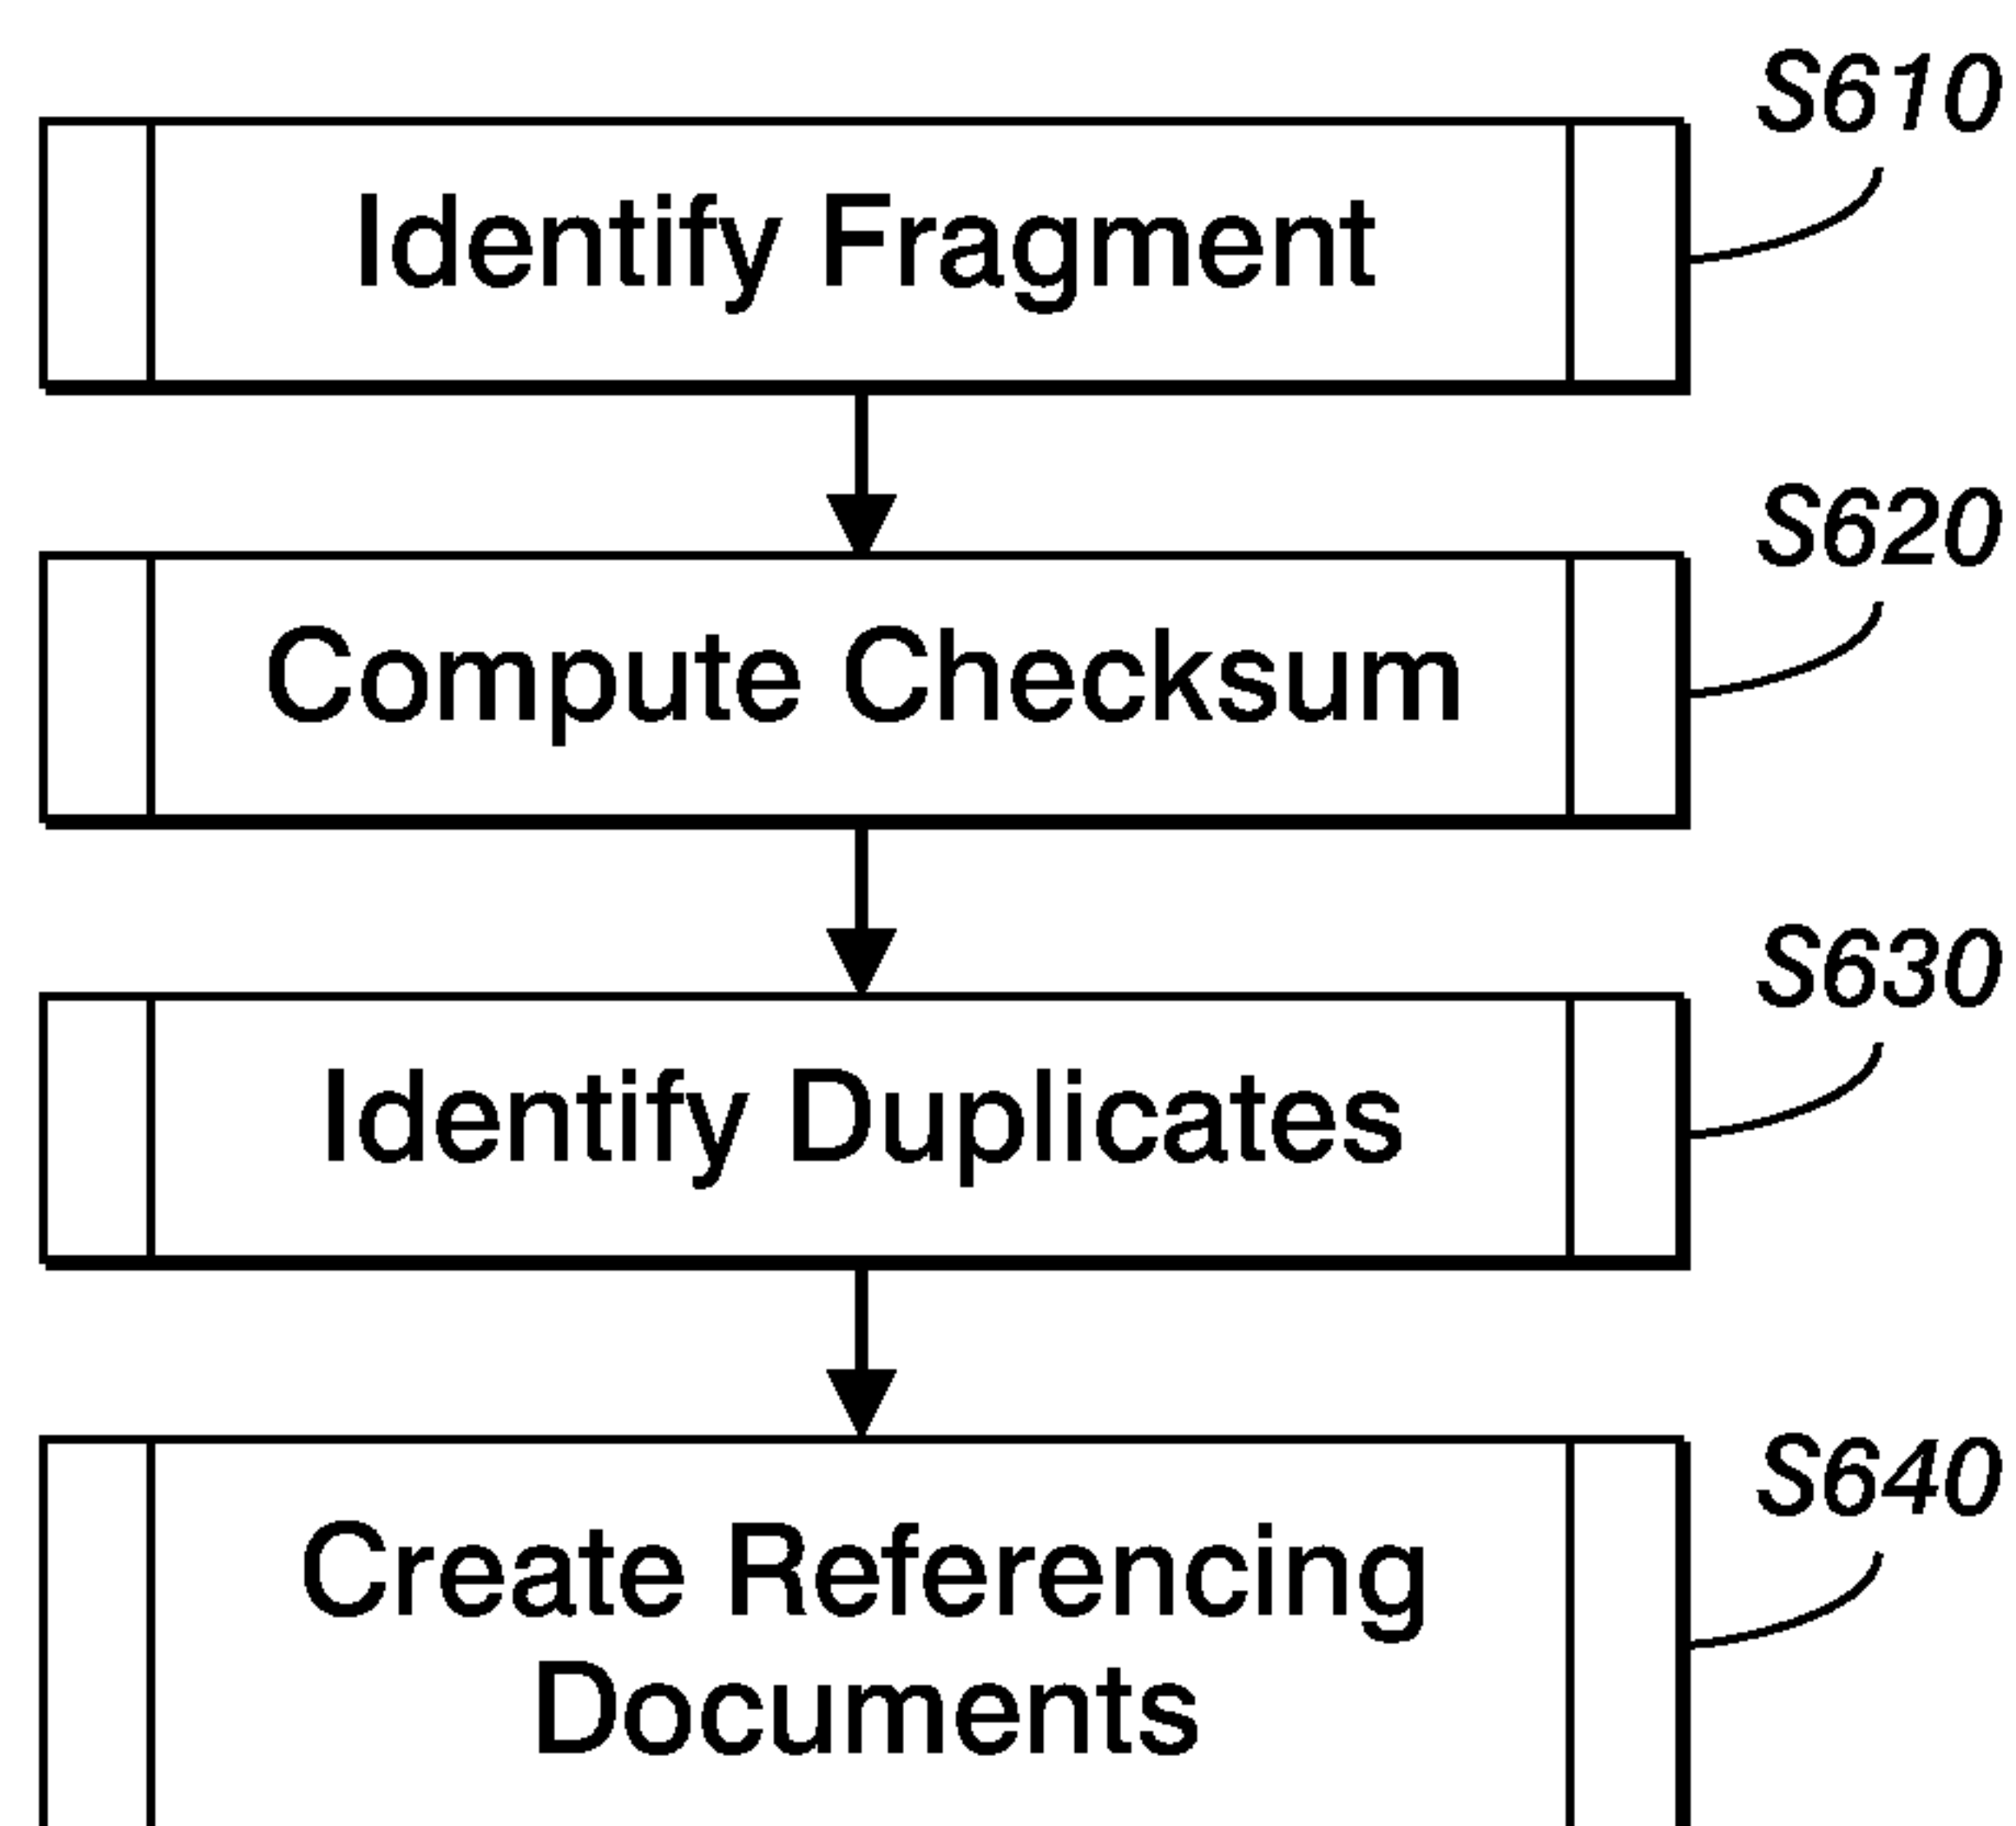 S610
Identify Fragment
S620
Compute Checksum
S630
Identify Duplicates
S640
Create Referencing
Documents